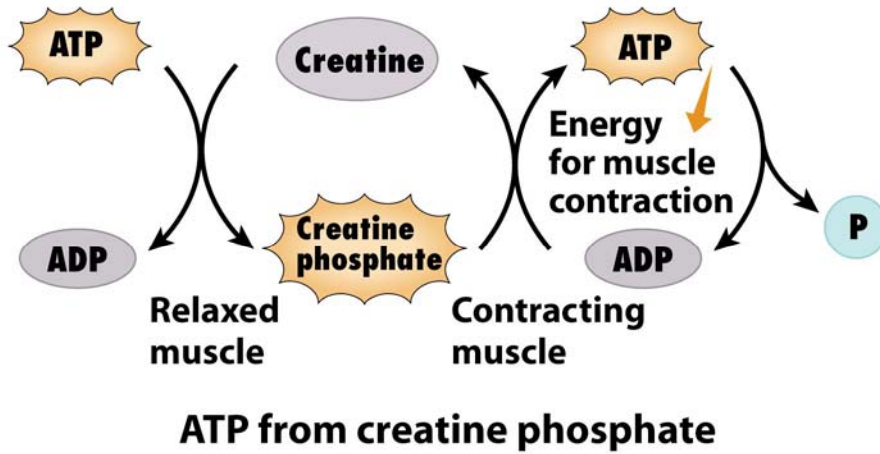 ATP
Creatine
ATP
Energy
for muscle
contraction
P
ADP
Creatine
phosphate
ADP
Relaxed
muscle
Contracting
muscle
ATP from creatine phosphate